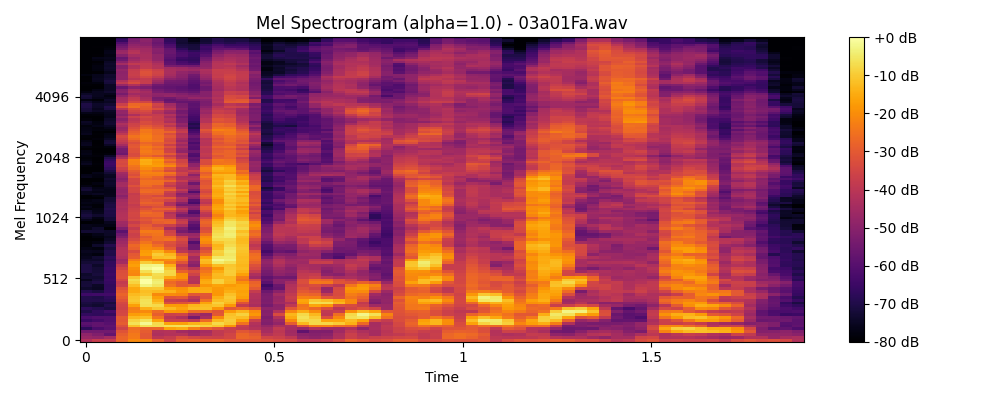 Mel Spectrogram (alpha=1.0) - 03a01Fa.wav
Mel Frequency
4096
2048
1024
512
0
0
0.5
1
1.5
Time
+0 dB
-10 dB
-20 dB
-30 dB
-40 dB
-50 dB
-60 dB
-70 dB
-80 dB